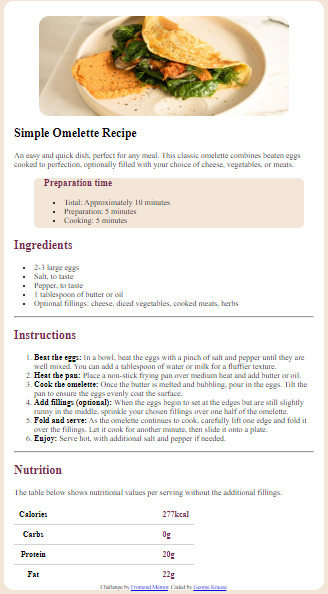 Simple Omelette Recipe
An easy and quick dish, perfect for any meal. This classic omelette combines beaten eggs
cooked to perfection, optionally filled with your choice of cheese, vegetables, or meats.
Preparation time
Total: Approximately 10 minutes
Preparation: 5 minutes
Cooking: 5 minutes
Ingredients
2-3 large eggs
Salt, to taste
Pepper, to taste
1 tablespoon of butter or oil
Optional fillings: cheese, diced vegetables, cooked meats, herbs
Instructions
1. Beat the eggs: In a bowl, beat the eggs with a pinch of salt and pepper until they are
well mixed. You can add a tablespoon of water or milk for a fluffier texture.
2. Heat the pan: Place a non-stick frying pan over medium heat and add butter or oil.
3. Cook the omelette: Once the butter is melted and bubbling, pour in the eggs. Tilt the
pan to ensure the eggs evenly coat the surface.
4. Add fillings (optional): When the eggs begin to set at the edges but are still slightly
runny in the middle, sprinkle your chosen fillings over one half of the omelette.
5. Fold and serve: As the omelette continues to cook, carefully lift one edge and fold it
over the fillings. Let it cook for another minute, then slide it onto a plate.
6. Enjoy: Serve hot, with additional salt and pepper if needed.
Nutrition
The table below shows nutritional values per serving without the additional fillings.
Calories 277kcal
Carbs 0g
Protein 20g
Fat 22g
Challenge by Frontend Mentor. Coded by George Krause.